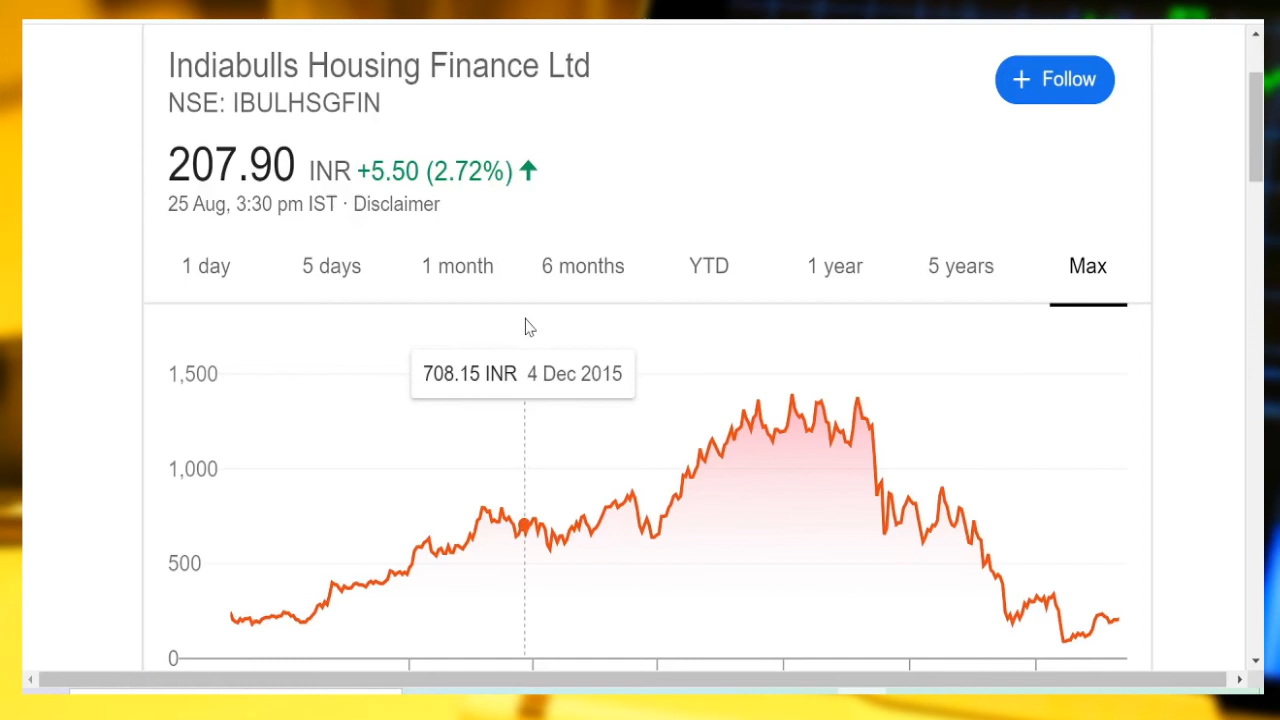 Indiabulls Housing Finance Ltd
+ Follow
NSE: IBULHSGFIN
207.90 INR +5.50 (2.72%) ↑
25 Aug, 3:30 pm IST · Disclaimer
1 day 5 days 1 month 6 months YTD 1 year 5 years Max
708.15 INR 4 Dec 2015
1,500
1,000
500
0